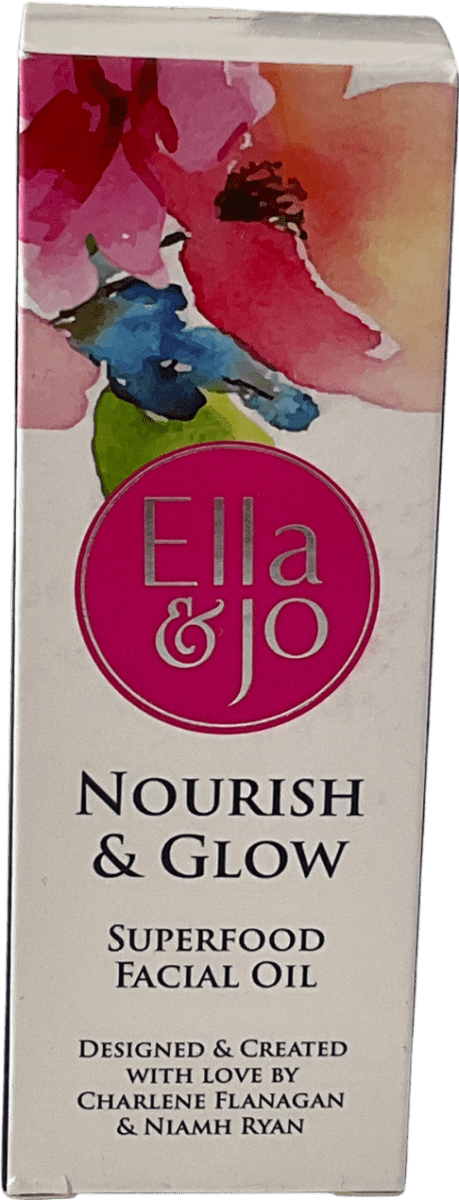 Ella
& Jo
NOURISH
& GLOW
SUPERFOOD
FACIAL OIL
DESIGNED & CREATED
WITH LOVE BY
CHARLENE FLANAGAN
& NIAMH RYAN